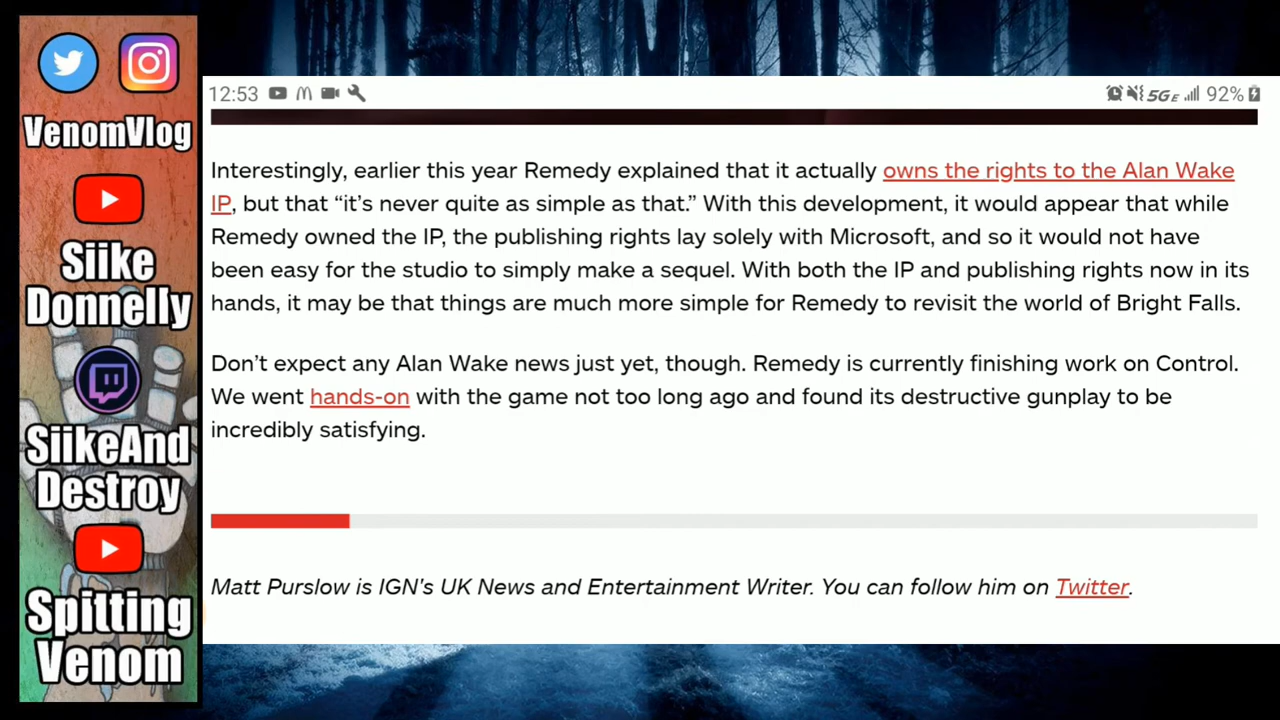 VenomVlog
Siike
Donnelly
SiikeAnd
Destroy
Spitting
Venom
12:53
5GE
92%
Interestingly, earlier this year Remedy explained that it actually owns the rights to the Alan Wake
IP, but that “it’s never quite as simple as that.” With this development, it would appear that while
Remedy owned the IP, the publishing rights lay solely with Microsoft, and so it would not have
been easy for the studio to simply make a sequel. With both the IP and publishing rights now in its
hands, it may be that things are much more simple for Remedy to revisit the world of Bright Falls.
Don’t expect any Alan Wake news just yet, though. Remedy is currently finishing work on Control.
We went hands-on with the game not too long ago and found its destructive gunplay to be
incredibly satisfying.
Matt Purslow is IGN's UK News and Entertainment Writer. You can follow him on Twitter.